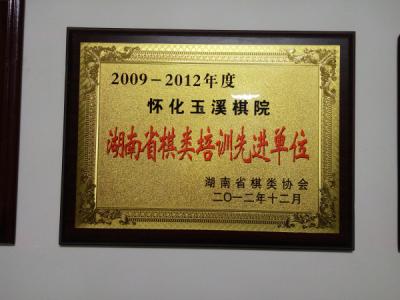 2009-2012年度
怀化玉溪棋院
湖南省棋类培训先进单位
湖南省棋类协会
二〇一二年十二月